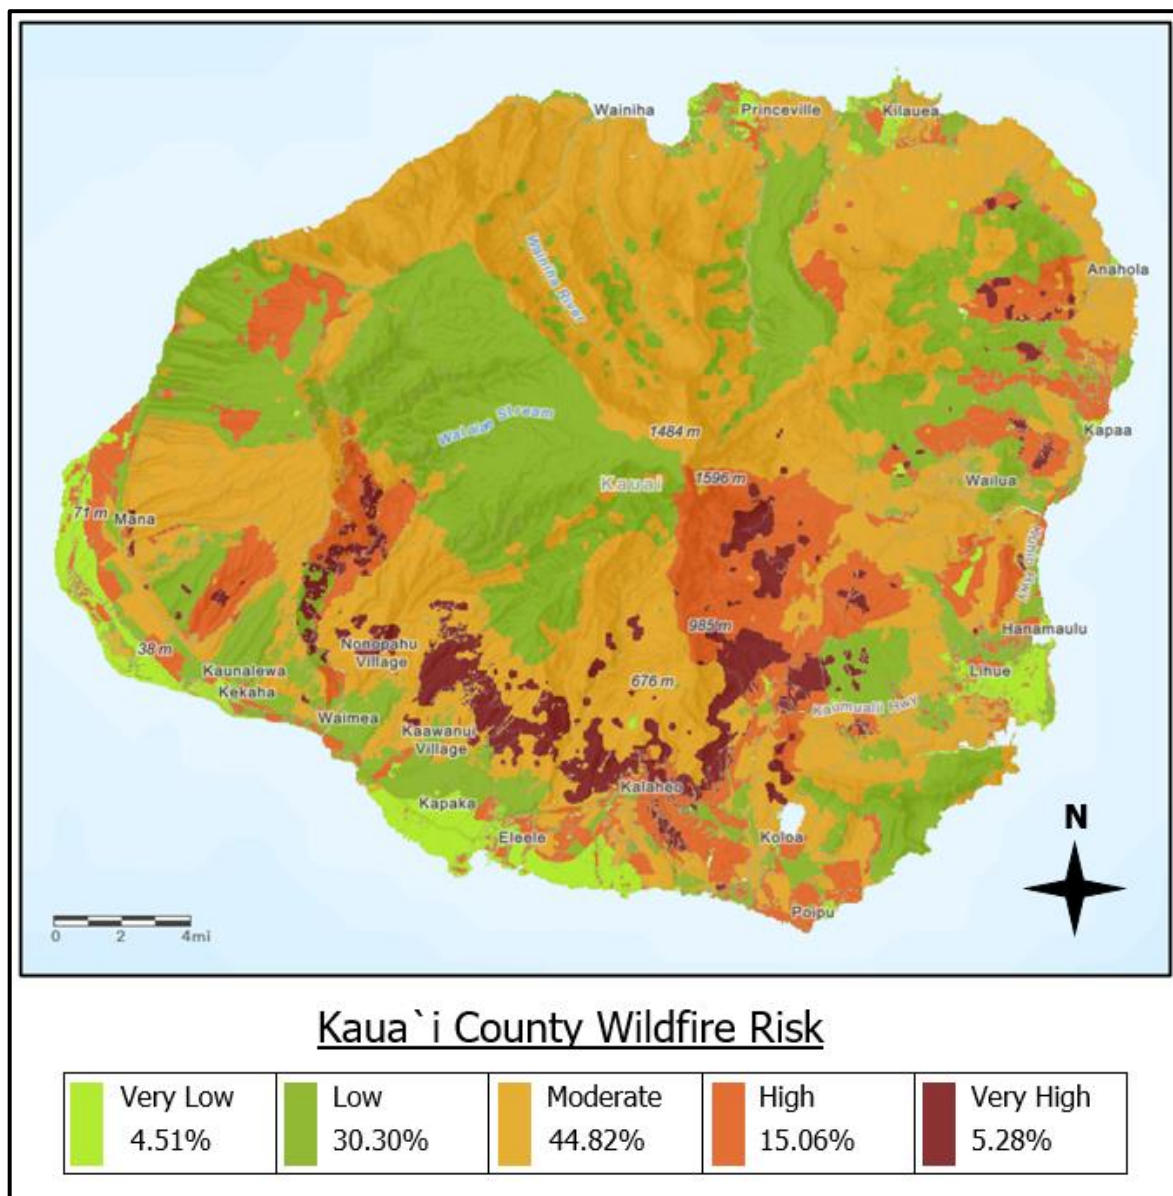 Wainiha
Princeville
Kilauea
Wainiha River
Anahola
1484 m
Kauai
1596 m
Kapaa
Wailua
71 m
Mana
Kuhio Hwy
985 m
Hanamaulu
Nonopahu
Village
38 m
Kaunalewa
Kekaha
676 m
Lihue
Waimea
Kaumualii Hwy
Kaawanui
Village
Kalaheo
Kapaka
Eleele
Koloa
N
Poipu
0 2 4mi
Kaua`i County Wildfire Risk
Very Low
4.51%
Low
30.30%
Moderate
44.82%
High
15.06%
Very High
5.28%